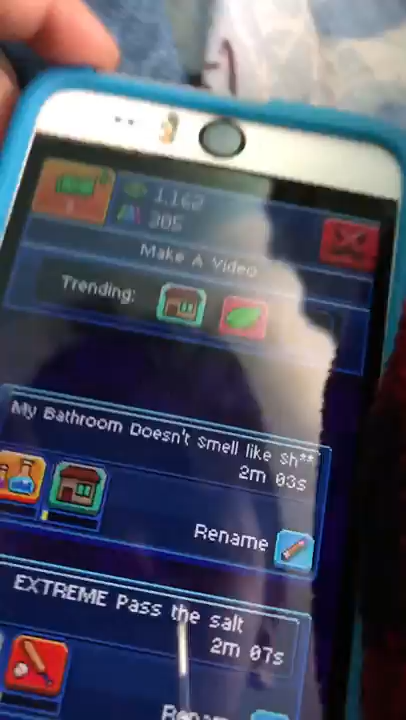 1,162
305
Make A Video
Trending:
My Bathroom Doesn't smell like sh**
2m 03s
Rename
EXTREME Pass the salt
2m 07s